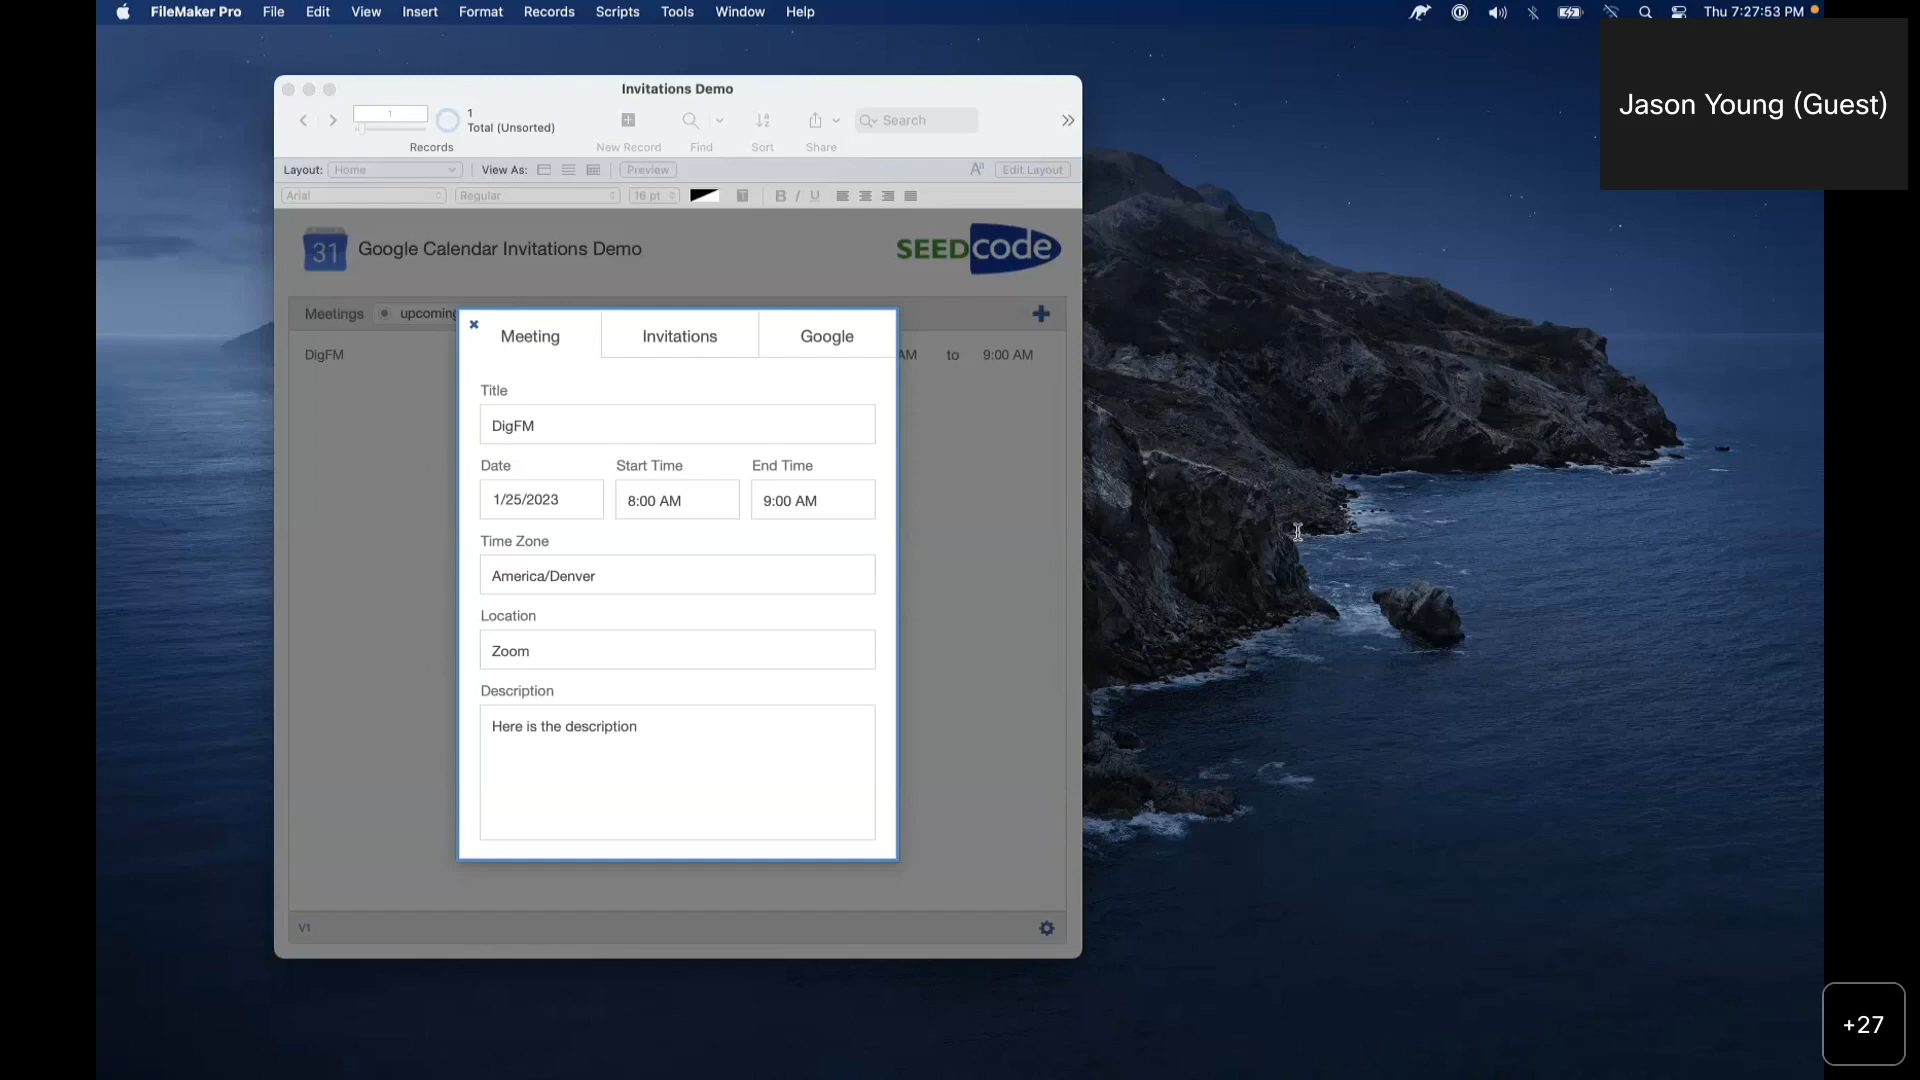 FileMaker Pro File Edit View Insert Format Records Scripts Tools Window Help Thu 7:27:53 PM
Jason Young (Guest)
Invitations Demo
1
1
Total (Unsorted)
Search
Records New Record Find Sort Share
Layout: Home View As: Preview Edit Layout
Arial Regular 16 pt B I U
31 Google Calendar Invitations Demo SEEDcode
Meetings upcoming
DigFM AM to 9:00 AM
Meeting Invitations Google
Title
DigFM
Date Start Time End Time
1/25/2023 8:00 AM 9:00 AM
Time Zone
America/Denver
Location
Zoom
Description
Here is the description
V1
+27